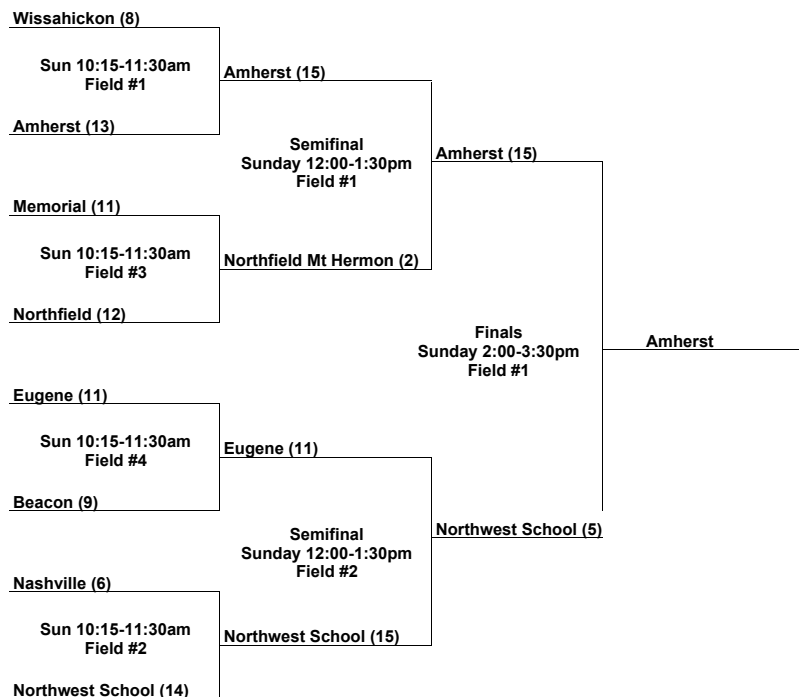 Wissahickon (8)
Sun 10:15-11:30am
Field #1
Amherst (15)
Amherst (13)
Semifinal
Sunday 12:00-1:30pm
Field #1
Amherst (15)
Memorial (11)
Sun 10:15-11:30am
Field #3
Northfield Mt Hermon (2)
Northfield (12)
Finals
Sunday 2:00-3:30pm
Field #1
Amherst
Eugene (11)
Sun 10:15-11:30am
Field #4
Eugene (11)
Beacon (9)
Semifinal
Sunday 12:00-1:30pm
Field #2
Northwest School (5)
Nashville (6)
Sun 10:15-11:30am
Field #2
Northwest School (15)
Northwest School (14)